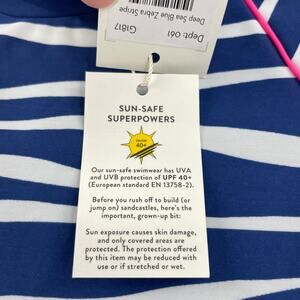 Dept: 061
G1817
Deep Sea Blue Zebra Stripe
SUN-SAFE
SUPERPOWERS
40+
Our sun-safe swimwear has UVA
and UVB protection of UPF 40+
(European standard EN 13758-2).
Before you rush off to build (or
jump on) sandcastles, here's the
important, grown-up bit:
Sun exposure causes skin damage,
and only covered areas are
protected. The protection offered
by this item may be reduced with
use or if stretched or wet.